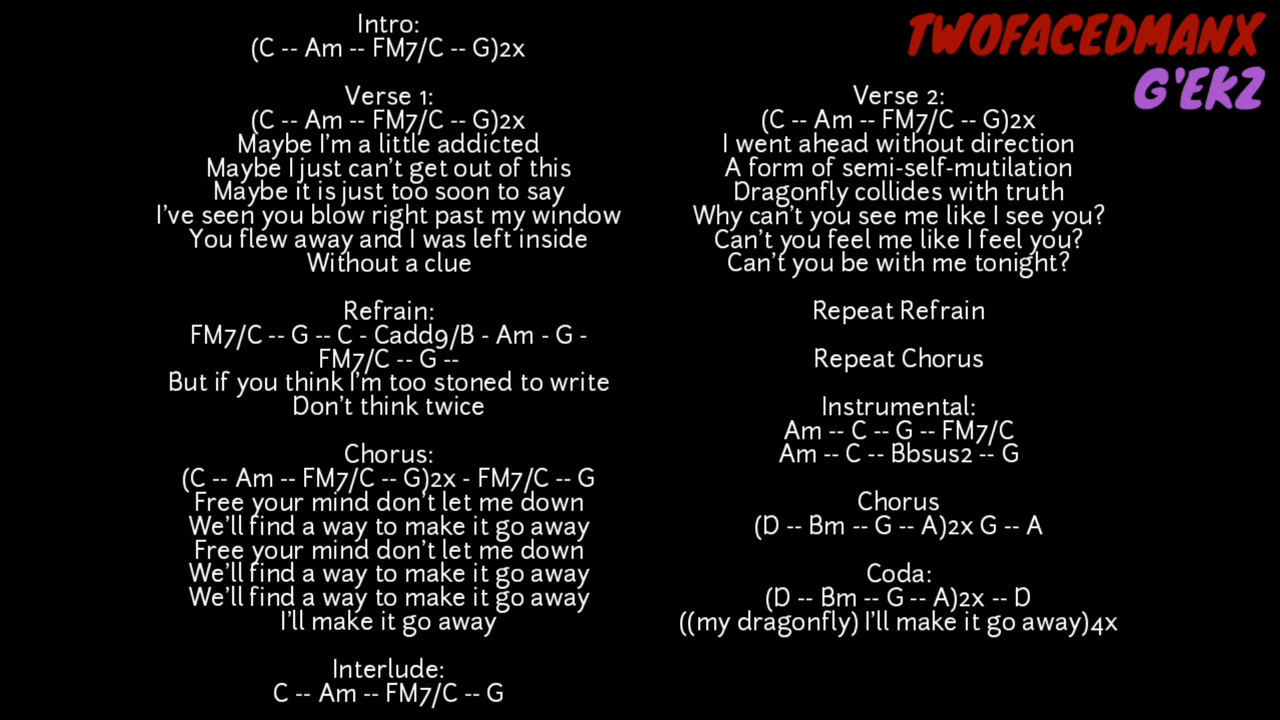 TWOFACEDMANX
G'EKZ
Intro:
(C -- Am -- FM7/C -- G)2x
Verse 1:
(C -- Am -- FM7/C -- G)2x
Maybe I'm a little addicted
Maybe I just can't get out of this
Maybe it is just too soon to say
I've seen you blow right past my window
You flew away and I was left inside
Without a clue
Refrain:
FM7/C -- G -- C - Cadd9/B - Am - G -
FM7/C -- G --
But if you think I'm too stoned to write
Don't think twice
Chorus:
(C -- Am -- FM7/C -- G)2x - FM7/C -- G
Free your mind don't let me down
We'll find a way to make it go away
Free your mind don't let me down
We'll find a way to make it go away
We'll find a way to make it go away
I'll make it go away
Interlude:
C -- Am -- FM7/C -- G
Verse 2:
(C -- Am -- FM7/C -- G)2x
I went ahead without direction
A form of semi-self-mutilation
Dragonfly collides with truth
Why can't you see me like I see you?
Can't you feel me like I feel you?
Can't you be with me tonight?
Repeat Refrain
Repeat Chorus
Instrumental:
Am -- C -- G -- FM7/C
Am -- C -- Bbsus2 -- G
Chorus
(D -- Bm -- G -- A)2x G -- A
Coda:
(D -- Bm -- G -- A)2x -- D
((my dragonfly) I'll make it go away)4x